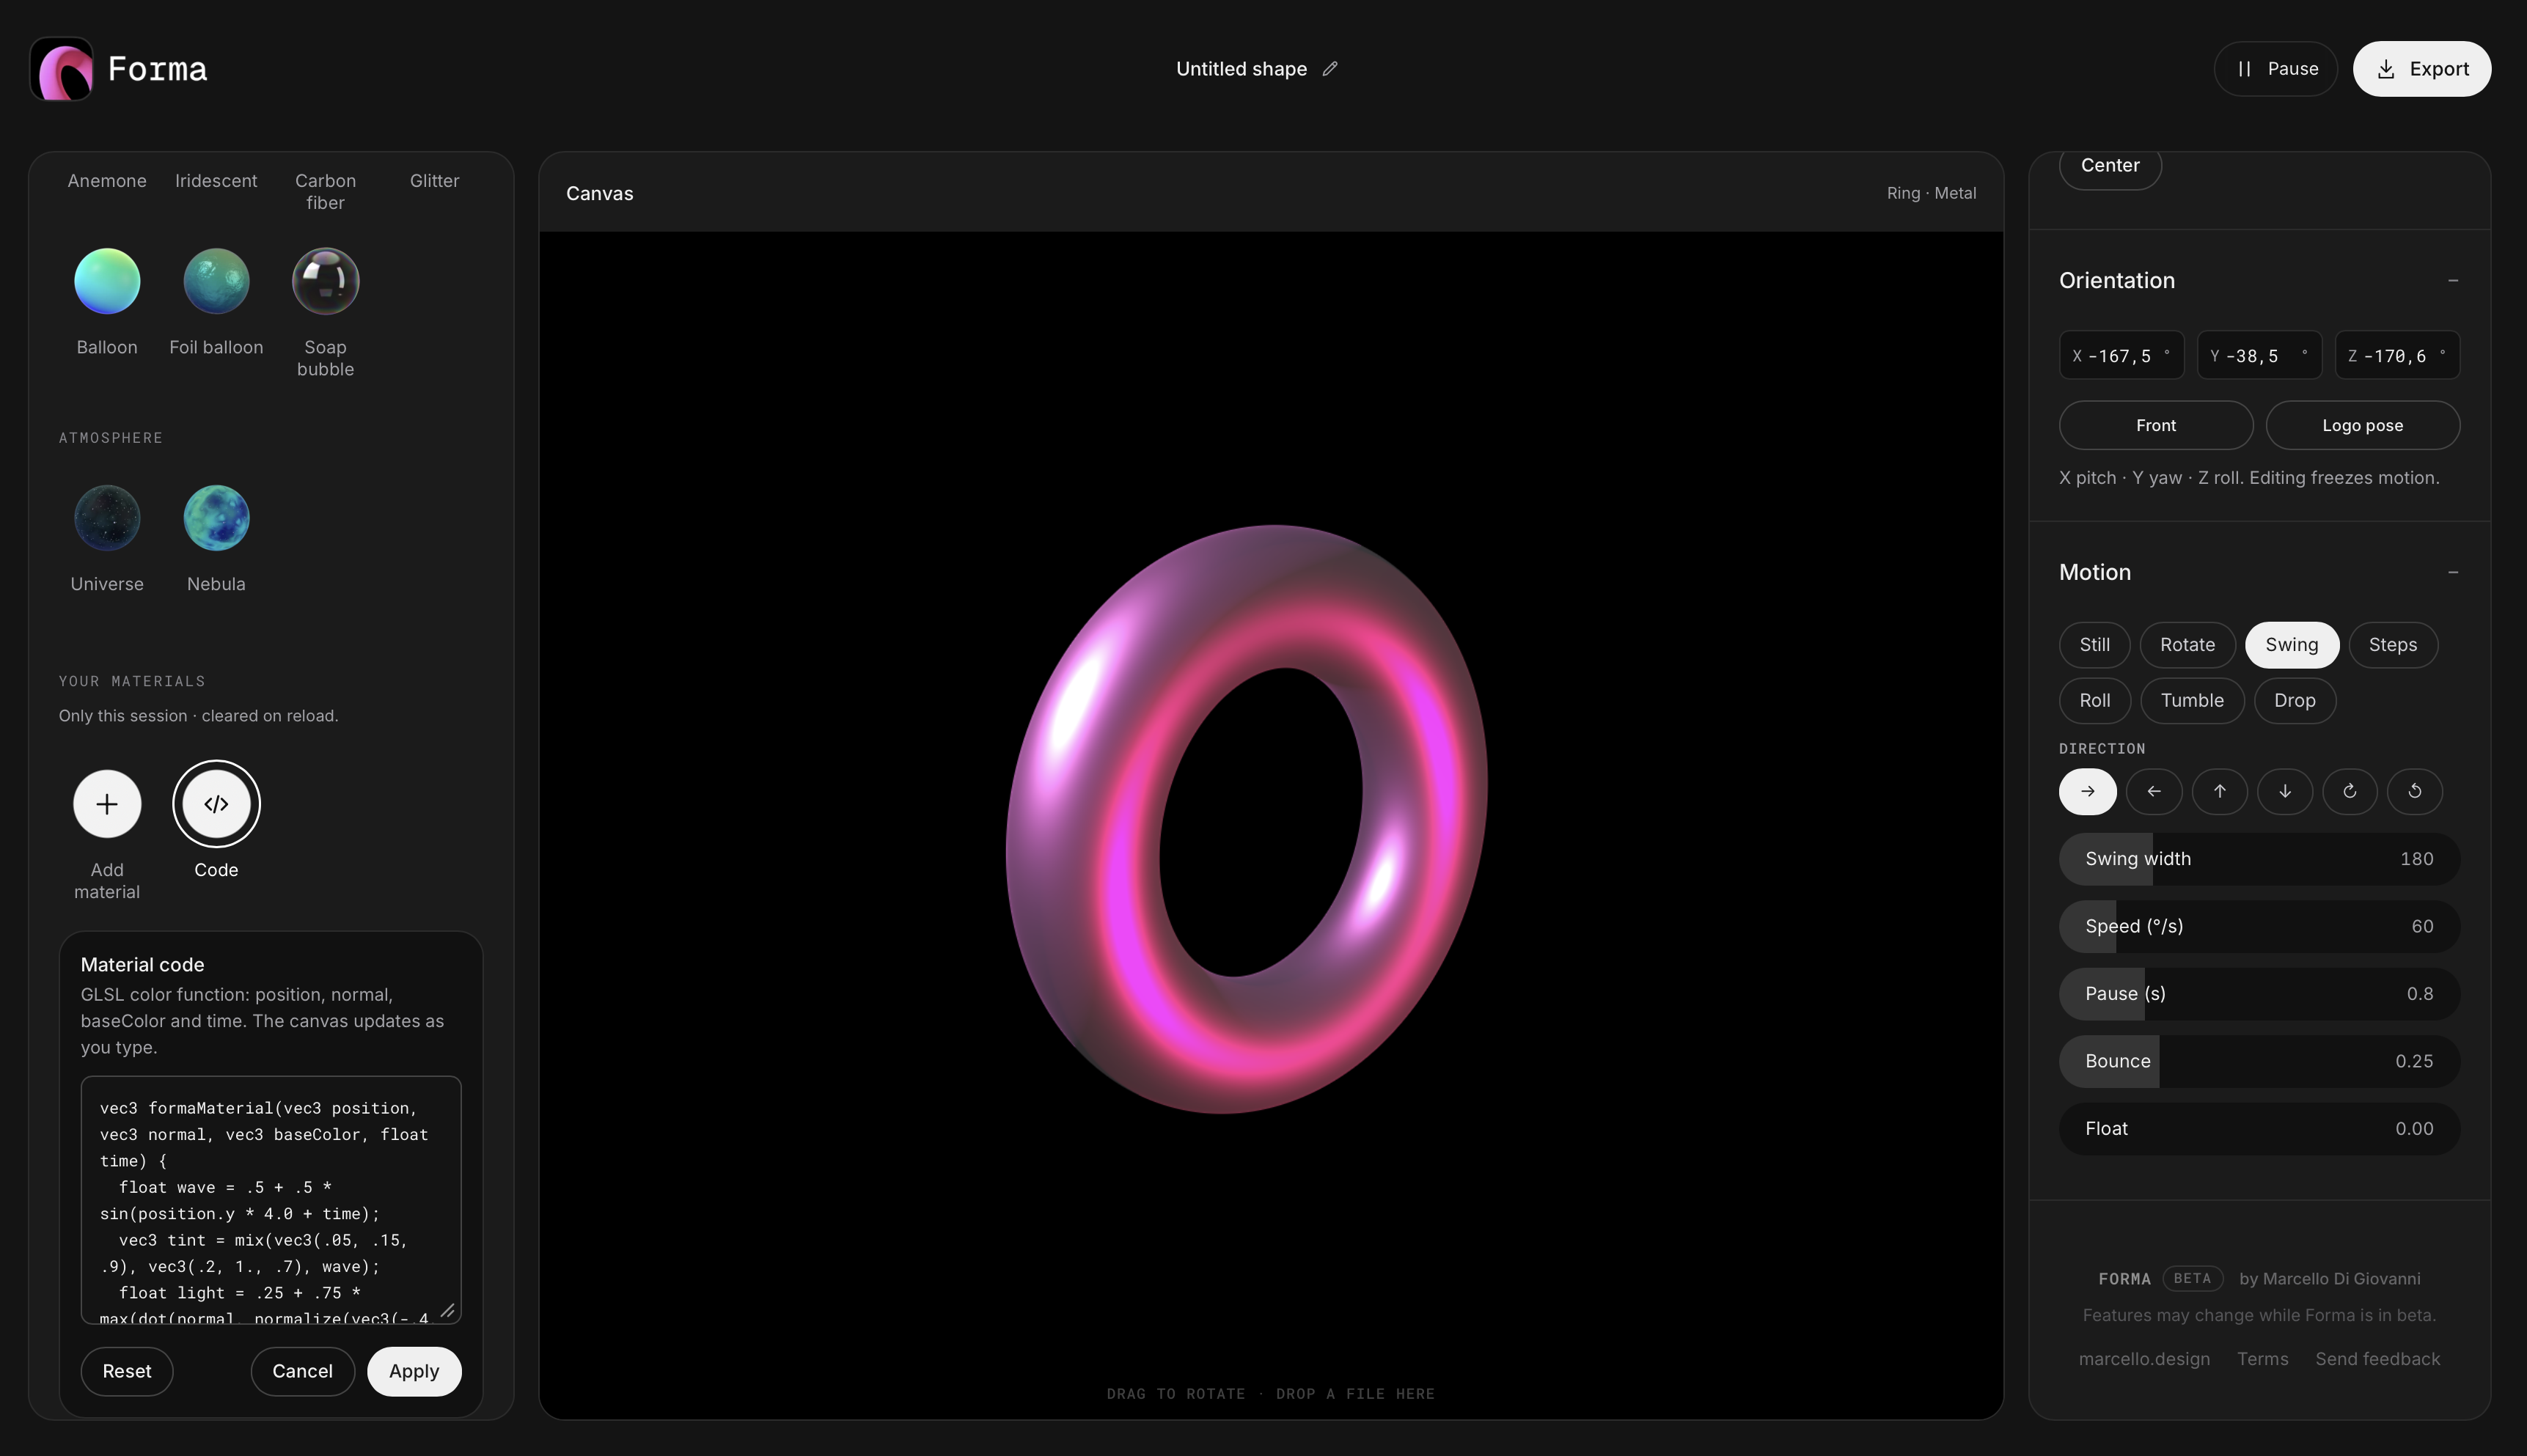 Forma
Untitled shape
Pause
Export
Anemone
Iridescent
Carbon
fiber
Glitter
Balloon
Foil balloon
Soap
bubble
ATMOSPHERE
Universe
Nebula
YOUR MATERIALS
Only this session · cleared on reload.
Add
material
Code
Material code
GLSL color function: position, normal,
baseColor and time. The canvas updates as
you type.
vec3 formaMaterial(vec3 position,
vec3 normal, vec3 baseColor, float
time) {
float wave = .5 + .5 *
sin(position.y * 4.0 + time);
vec3 tint = mix(vec3(.05, .15,
.9), vec3(.2, 1., .7), wave);
float light = .25 + .75 *
max(dot(normal, normalize(vec3(-.4,
Reset
Cancel
Apply
Canvas
Ring · Metal
DRAG TO ROTATE · DROP A FILE HERE
Center
Orientation
X -167,5 °
Y -38,5 °
Z -170,6 °
Front
Logo pose
X pitch · Y yaw · Z roll. Editing freezes motion.
Motion
Still
Rotate
Swing
Steps
Roll
Tumble
Drop
DIRECTION
Swing width 180
Speed (°/s) 60
Pause (s) 0.8
Bounce 0.25
Float 0.00
FORMA BETA by Marcello Di Giovanni
Features may change while Forma is in beta.
marcello.design Terms Send feedback